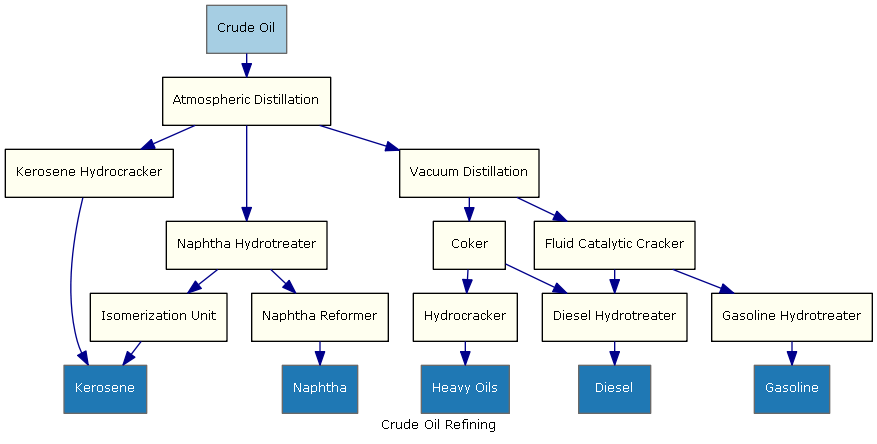 Crude Oil
Atmospheric Distillation
Kerosene Hydrocracker
Vacuum Distillation
Naphtha Hydrotreater
Coker
Fluid Catalytic Cracker
Isomerization Unit
Naphtha Reformer
Hydrocracker
Diesel Hydrotreater
Gasoline Hydrotreater
Kerosene
Naphtha
Heavy Oils
Diesel
Gasoline
Crude Oil Refining